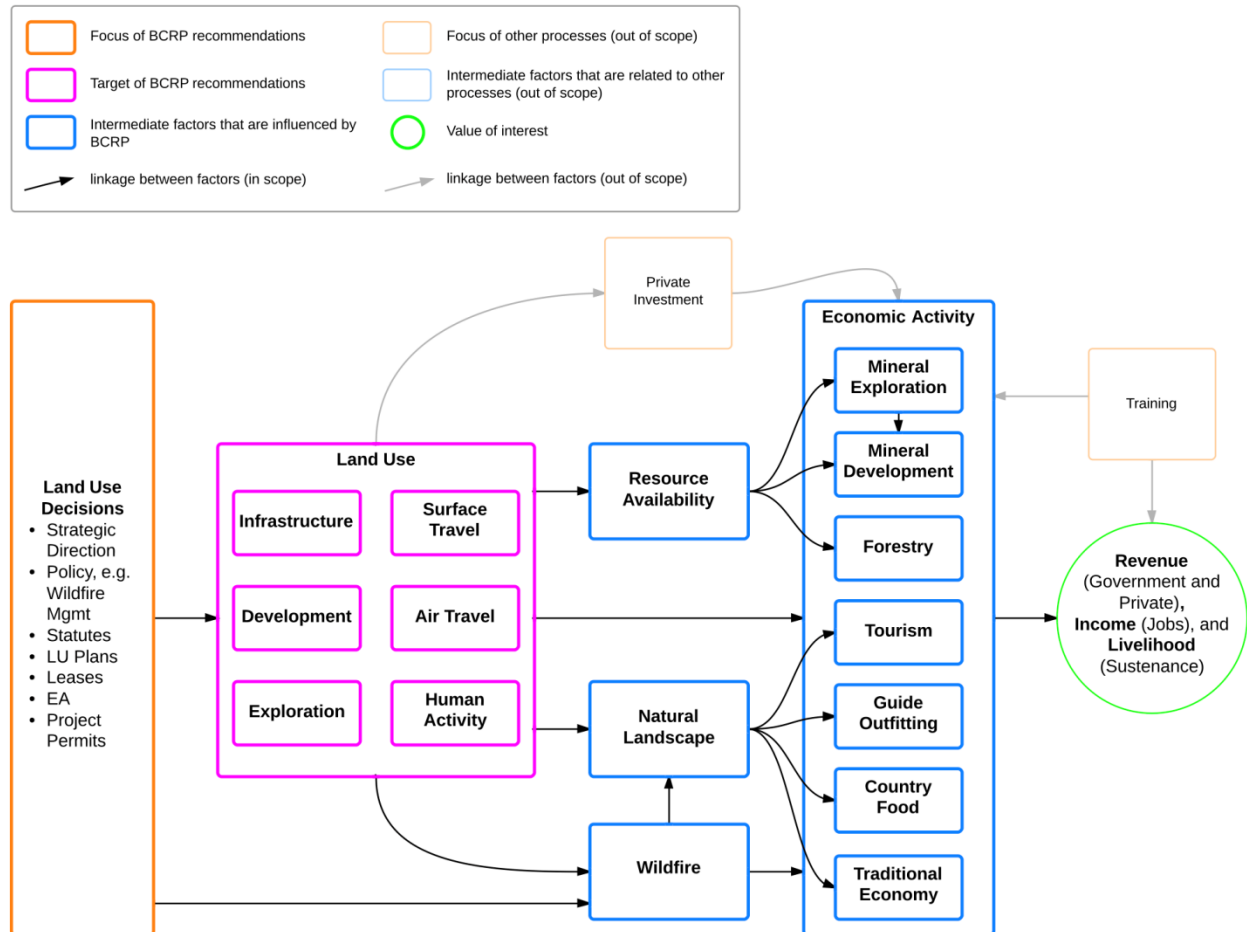 Focus of BCRP recommendations
Focus of other processes (out of scope)
Target of BCRP recommendations
Intermediate factors that are related to other
processes (out of scope)
Intermediate factors that are influenced by
BCRP
Value of interest
linkage between factors (in scope)
linkage between factors (out of scope)
Private
Investment
Economic Activity
Mineral
Exploration
Training
Mineral
Development
Land Use
Resource
Availability
Infrastructure
Surface
Travel
Forestry
Land Use
Decisions
• Strategic
Direction
• Policy, e.g.
Wildfire
Mgmt
• Statutes
• LU Plans
• Leases
• EA
• Project
Permits
Development
Air Travel
Tourism
Revenue
(Government and
Private),
Income (Jobs), and
Livelihood
(Sustenance)
Exploration
Human
Activity
Natural
Landscape
Guide
Outfitting
Country
Food
Wildfire
Traditional
Economy